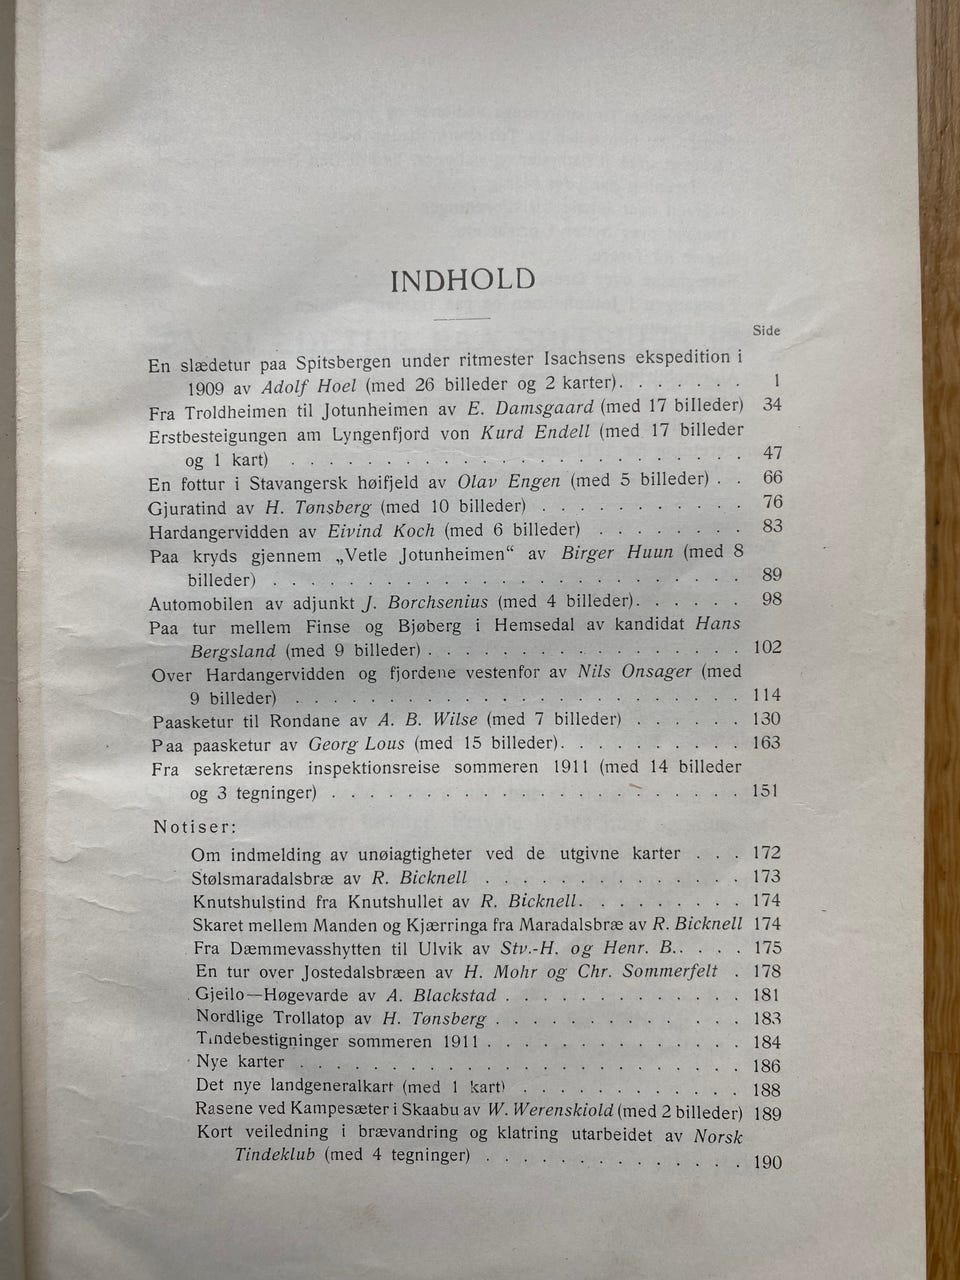 INDHOLD
Side
En slædetur paa Spitsbergen under ritmester Isachsens ekspedition i
1909 av Adolf Hoel (med 26 billeder og 2 karter). . . . . . . 1
Fra Troldheimen til Jotunheimen av E. Damsgaard (med 17 billeder) 34
Erstbesteigungen am Lyngenfjord von Kurd Endell (med 17 billeder
og 1 kart) . . . . . . . . . . . . . . . . . . . 47
En fottur i Stavangersk høifjeld av Olav Engen (med 5 billeder) . . 66
Gjuratind av H. Tønsberg (med 10 billeder) . . . . . . . . . . . 76
Hardangervidden av Eivind Koch (med 6 billeder) . . . . . . . . 83
Paa kryds gjennem „Vetle Jotunheimen“ av Birger Huun (med 8
billeder) . . . . . . . . . . . . . . . . . . . . 89
Automobilen av adjunkt J. Borchsenius (med 4 billeder). . . . . . 98
Paa tur mellem Finse og Bjøberg i Hemsedal av kandidat Hans
Bergsland (med 9 billeder) . . . . . . . . . . . . . . 102
Over Hardangervidden og fjordene vestenfor av Nils Onsager (med
9 billeder) . . . . . . . . . . . . . . . . . . . 114
Paasketur til Rondane av A. B. Wilse (med 7 billeder) . . . . . . 130
Paa paasketur av Georg Lous (med 15 billeder). . . . . . . . . 163
Fra sekretærens inspektionsreise sommeren 1911 (med 14 billeder
og 3 tegninger) . . . . . . . . . . . . . . . . . . 151
Notiser:
Om indmelding av unøiagtigheter ved de utgivne karter . . . 172
Stølsmaradalsbræ av R. Bicknell . . . . . . . . . . . . 173
Knutshulstind fra Knutshullet av R. Bicknell. . . . . . . . 174
Skaret mellem Manden og Kjærringa fra Maradalsbræ av R. Bicknell 174
Fra Dæmmevasshytten til Ulvik av Stv.-H. og Henr. B.. . . . 175
En tur over Jostedalsbræen av H. Mohr og Chr. Sommerfelt . 178
Gjeilo—Høgevarde av A. Blackstad . . . . . . . . . . . 181
Nordlige Trollatop av H. Tønsberg . . . . . . . . . . . 183
Tindebestigninger sommeren 1911 . . . . . . . . . . . . 184
Nye karter . . . . . . . . . . . . . . . . . . . 186
Det nye landgeneralkart (med 1 kart) . . . . . . . . . . 188
Rasene ved Kampesæter i Skaabu av W. Werenskiold (med 2 billeder) 189
Kort veiledning i brævandring og klatring utarbeidet av Norsk
Tindeklub (med 4 tegninger) . . . . . . . . . . . . 190